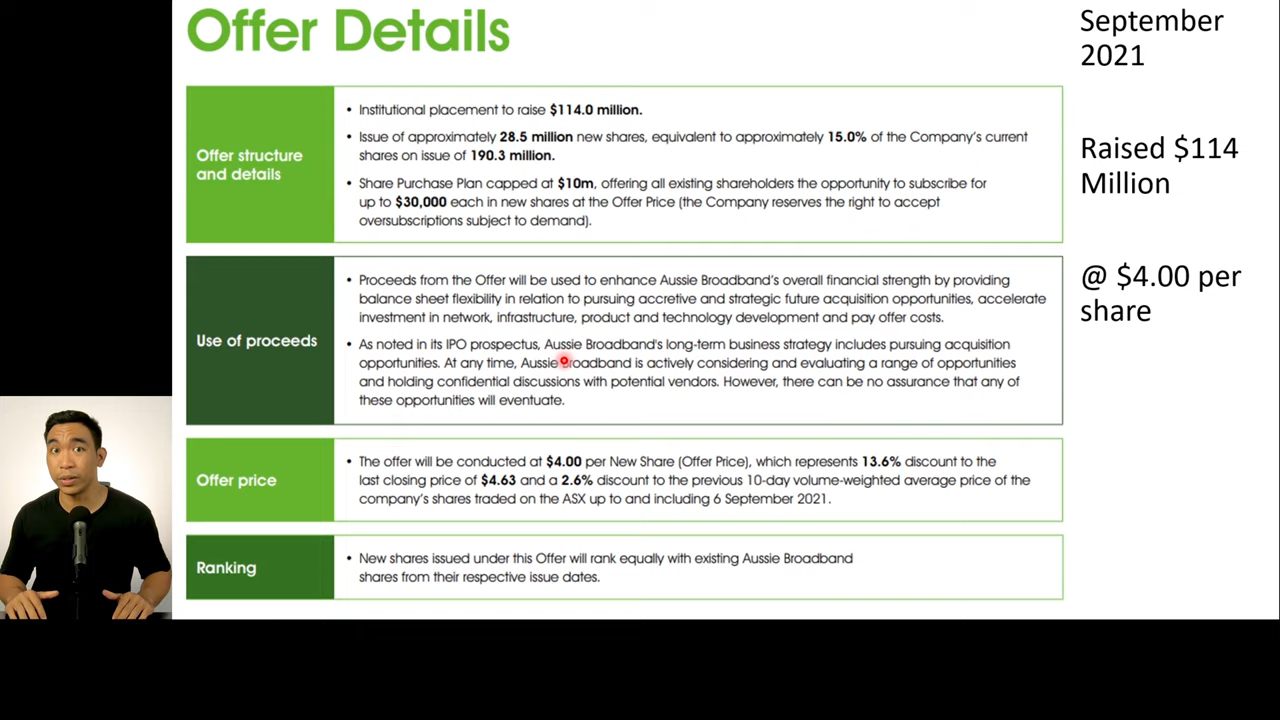 Offer Details
Offer structure
and details
• Institutional placement to raise $114.0 million.
• Issue of approximately 28.5 million new shares, equivalent to approximately 15.0% of the Company's current
shares on issue of 190.3 million.
• Share Purchase Plan capped at $10m, offering all existing shareholders the opportunity to subscribe for
up to $30,000 each in new shares at the Offer Price (the Company reserves the right to accept
oversubscriptions subject to demand).
Use of proceeds
• Proceeds from the Offer will be used to enhance Aussie Broadband's overall financial strength by providing
balance sheet flexibility in relation to pursuing accretive and strategic future acquisition opportunities, accelerate
investment in network, infrastructure, product and technology development and pay offer costs.
• As noted in its IPO prospectus, Aussie Broadband's long-term business strategy includes pursuing acquisition
opportunities. At any time, Aussie Broadband is actively considering and evaluating a range of opportunities
and holding confidential discussions with potential vendors. However, there can be no assurance that any of
these opportunities will eventuate.
Offer price
• The offer will be conducted at $4.00 per New Share (Offer Price), which represents 13.6% discount to the
last closing price of $4.63 and a 2.6% discount to the previous 10-day volume-weighted average price of the
company's shares traded on the ASX up to and including 6 September 2021.
Ranking
• New shares issued under this Offer will rank equally with existing Aussie Broadband
shares from their respective issue dates.
September
2021
Raised $114
Million
@ $4.00 per
share